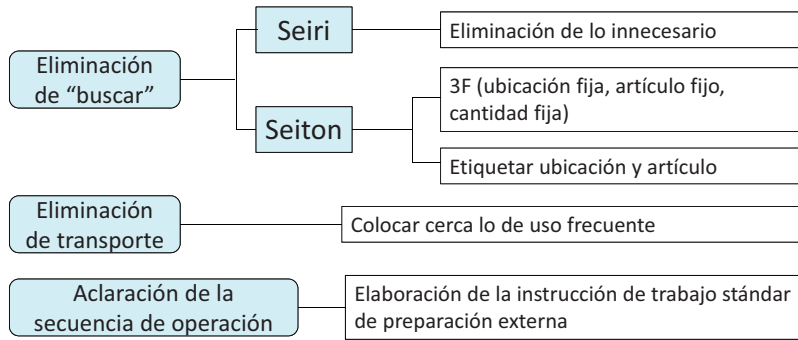 Seiri
Eliminación de lo innecesario
Eliminación
de “buscar”
3F (ubicación fija, artículo fijo,
cantidad fija)
Seiton
Etiquetar ubicación y artículo
Eliminación
de transporte
Colocar cerca lo de uso frecuente
Aclaración de la
secuencia de operación
Elaboración de la instrucción de trabajo stándar
de preparación externa